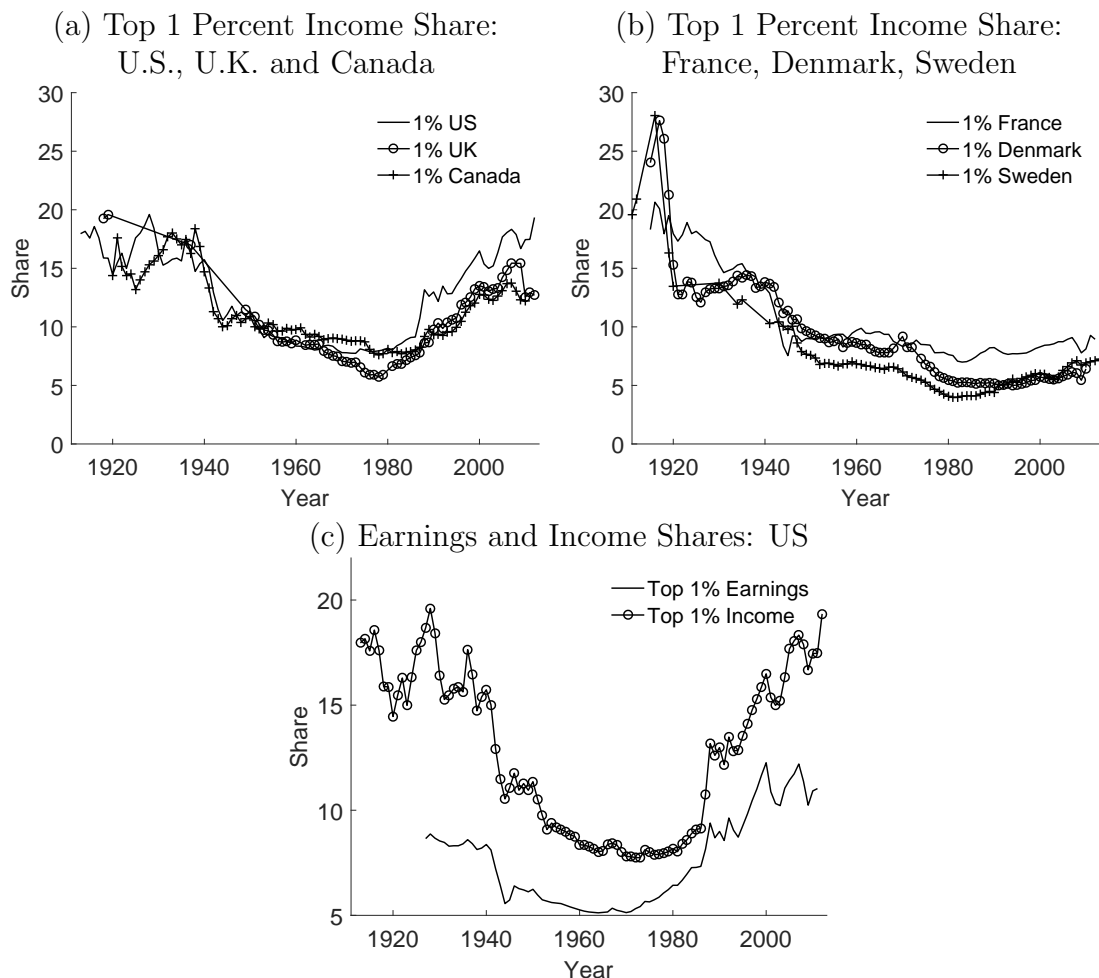 (a) Top 1 Percent Income Share:
U.S., U.K. and Canada
30
25
20
15
10
5
0
Share
1% US
1% UK
1% Canada
1920 1940 1960 1980 2000
Year
(b) Top 1 Percent Income Share:
France, Denmark, Sweden
30
25
20
15
10
5
0
Share
1% France
1% Denmark
1% Sweden
1920 1940 1960 1980 2000
Year
(c) Earnings and Income Shares: US
20
15
10
5
Share
Top 1% Earnings
Top 1% Income
1920 1940 1960 1980 2000
Year